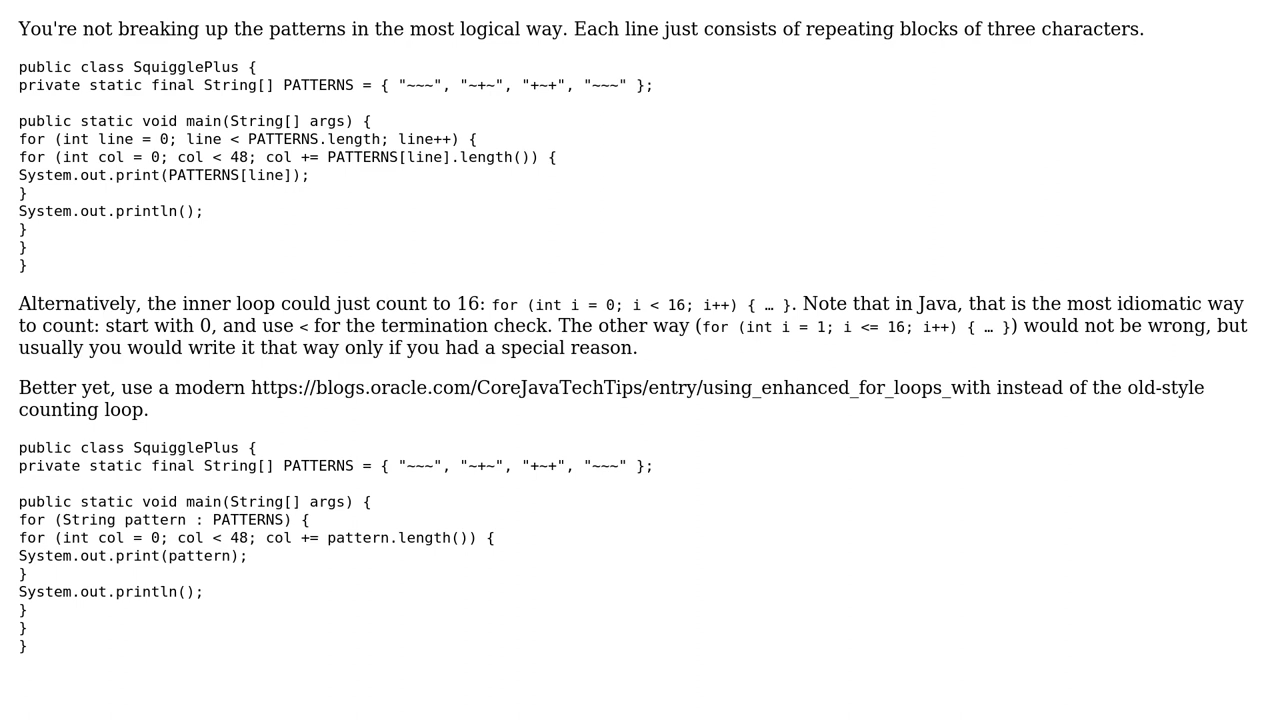 You're not breaking up the patterns in the most logical way. Each line just consists of repeating blocks of three characters.
public class SquigglePlus {
private static final String[] PATTERNS = { "~~~", "~+~", "+~+", "~~~" };
public static void main(String[] args) {
for (int line = 0; line < PATTERNS.length; line++) {
for (int col = 0; col < 48; col += PATTERNS[line].length()) {
System.out.print(PATTERNS[line]);
}
System.out.println();
}
}
}
Alternatively, the inner loop could just count to 16: for (int i = 0; i < 16; i++) { … }. Note that in Java, that is the most idiomatic way
to count: start with 0, and use < for the termination check. The other way (for (int i = 1; i <= 16; i++) { … }) would not be wrong, but
usually you would write it that way only if you had a special reason.
Better yet, use a modern https://blogs.oracle.com/CoreJavaTechTips/entry/using_enhanced_for_loops_with instead of the old-style
counting loop.
public class SquigglePlus {
private static final String[] PATTERNS = { "~~~", "~+~", "+~+", "~~~" };
public static void main(String[] args) {
for (String pattern : PATTERNS) {
for (int col = 0; col < 48; col += pattern.length()) {
System.out.print(pattern);
}
System.out.println();
}
}
}